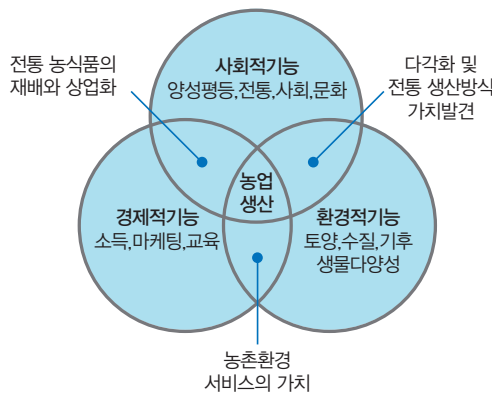 사회적기능
양성평등,전통,사회,문화
전통 농식품의
재배와 상업화
다각화 및
전통 생산방식
가치발견
농업
생산
경제적기능
소득,마케팅,교육
환경적기능
토양,수질,기후
생물다양성
농촌환경
서비스의 가치